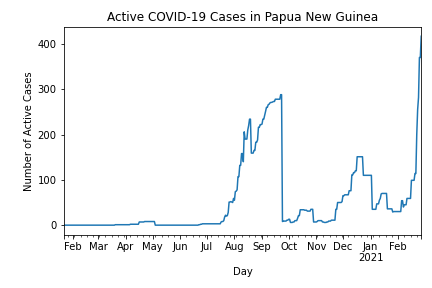 Active COVID-19 Cases in Papua New Guinea
400
300
200
100
0
Number of Active Cases
Feb Mar Apr May Jun Jul Aug Sep Oct Nov Dec Jan Feb
2021
Day